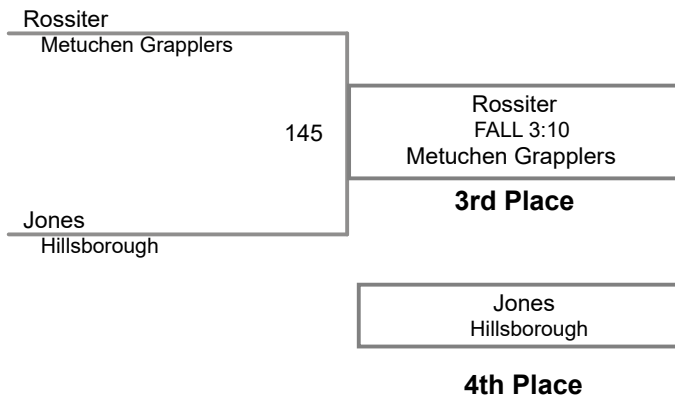 Rossiter
Metuchen Grapplers
145
Rossiter
FALL 3:10
Metuchen Grapplers
3rd Place
Jones
Hillsborough
Jones
Hillsborough
4th Place